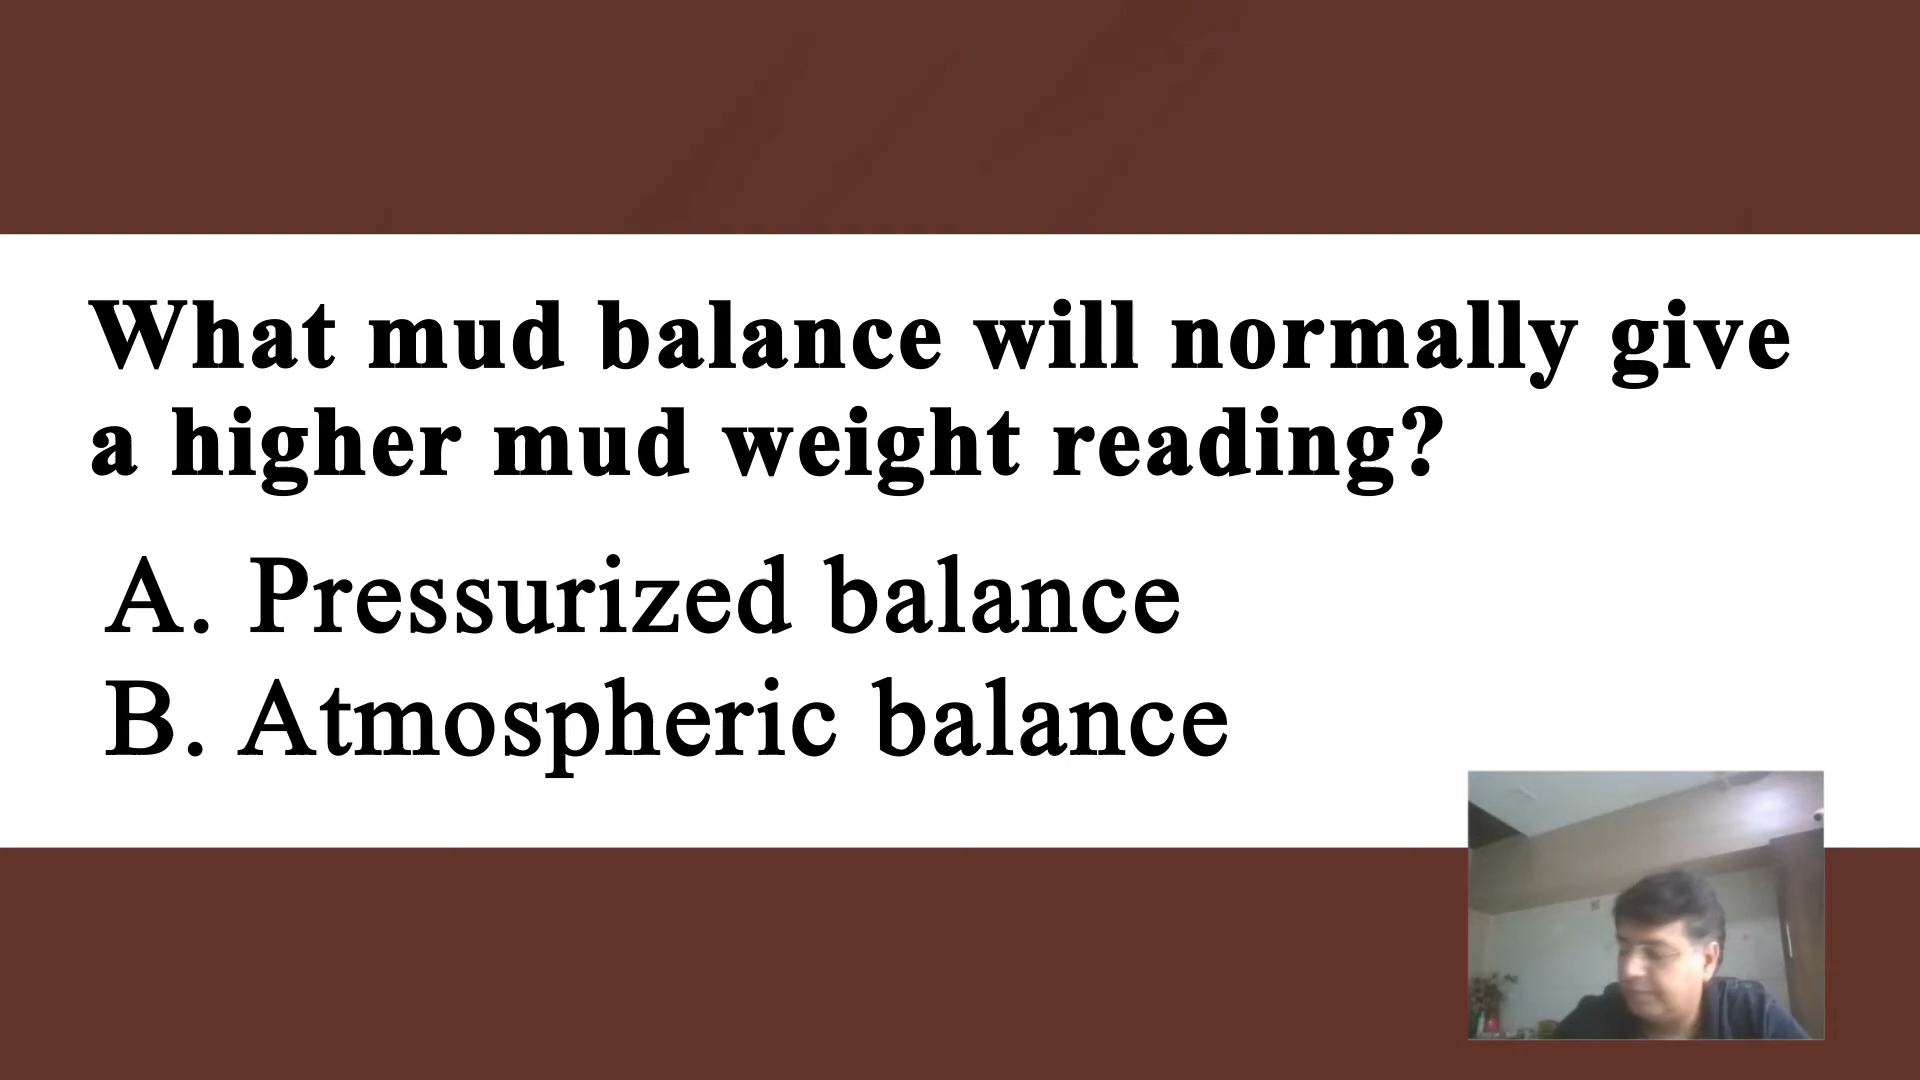 What mud balance will normally give
a higher mud weight reading?
A. Pressurized balance
B. Atmospheric balance